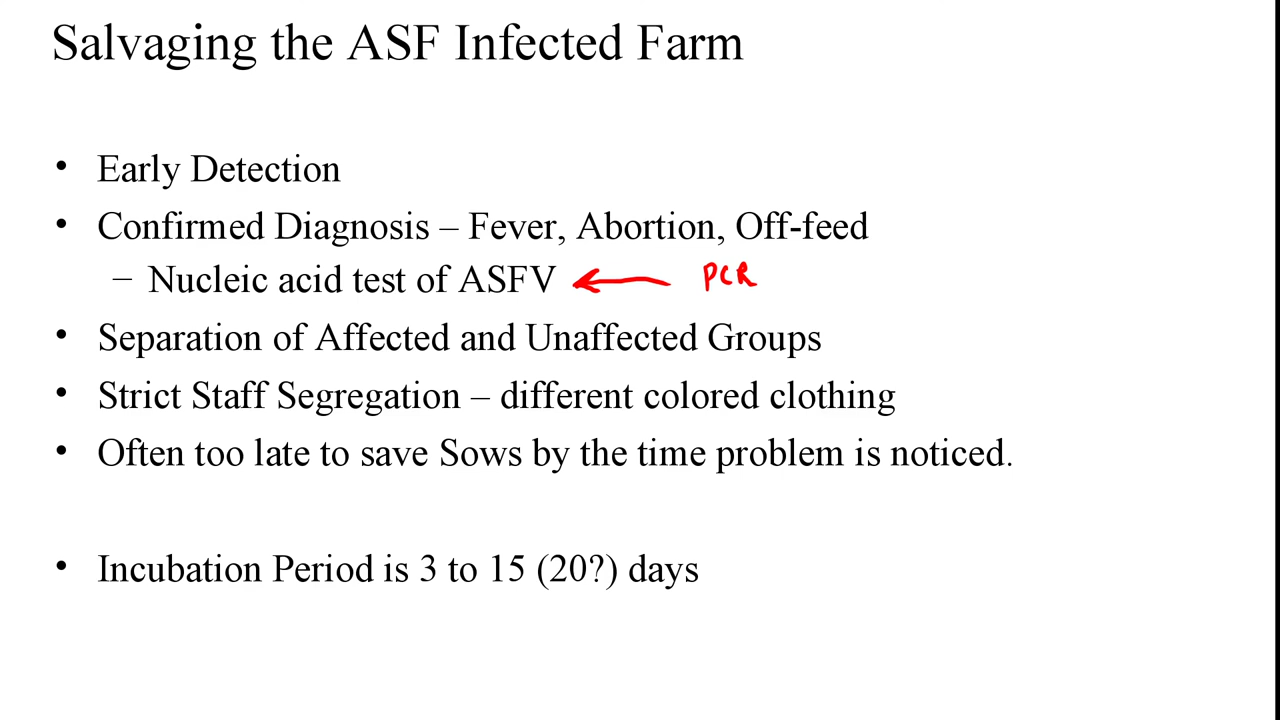 Salvaging the ASF Infected Farm
• Early Detection
• Confirmed Diagnosis – Fever, Abortion, Off-feed
– Nucleic acid test of ASFV PCR
• Separation of Affected and Unaffected Groups
• Strict Staff Segregation – different colored clothing
• Often too late to save Sows by the time problem is noticed.
• Incubation Period is 3 to 15 (20?) days